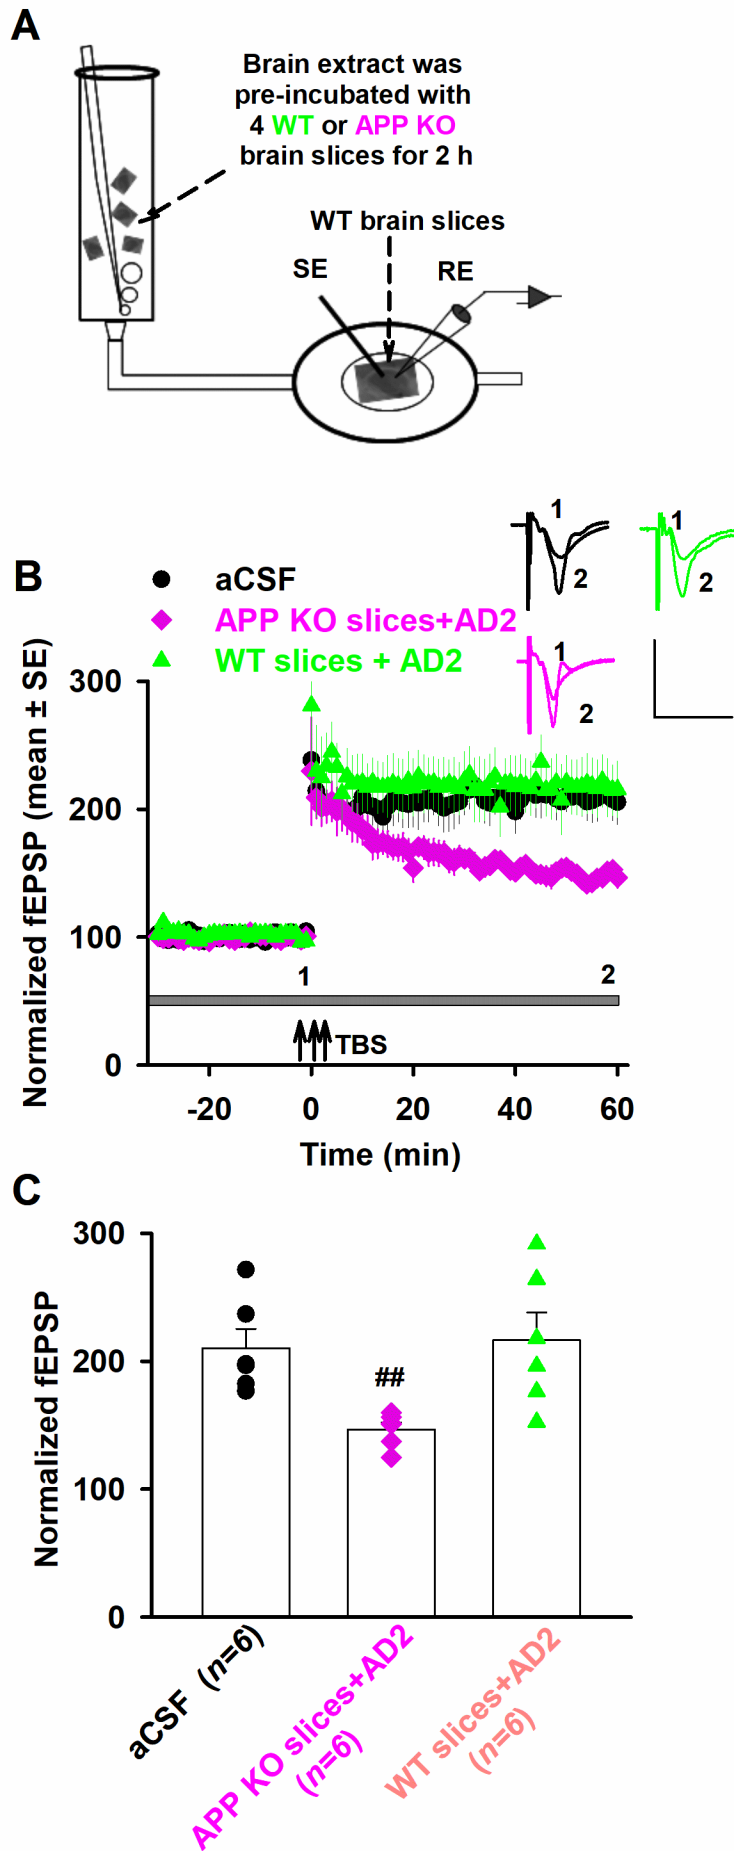 A
Brain extract was
pre-incubated with
4 WT or APP KO
brain slices for 2 h
WT brain slices
SE
RE
B
aCSF
APP KO slices+AD2
WT slices + AD2
1
2
1
2
1
2
Normalized fEPSP (mean ± SE)
300
200
100
0
1
2
TBS
-20
0
20
40
60
Time (min)
C
Normalized fEPSP
300
200
100
0
##
aCSF (n=6)
APP KO slices+AD2
(n=6)
WT slices+AD2
(n=6)